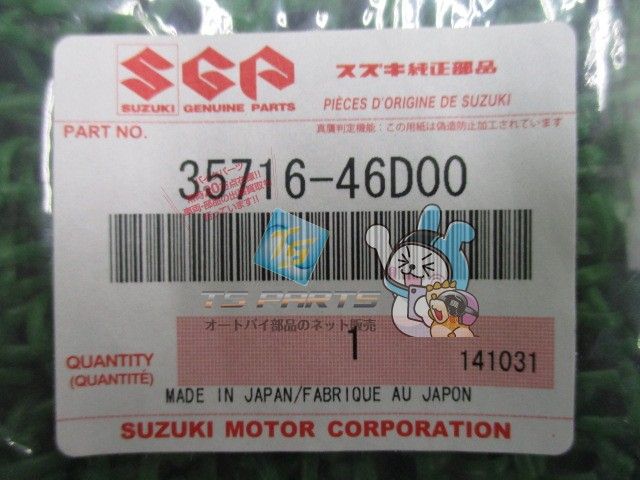 SGP
スズキ純正部品
SUZUKI GENUINE PARTS
PIÈCES D'ORIGINE DE SUZUKI
PART NO.
真贋判定機能：この用紙は偽造防止加工されています
35716-46D00
TS PARTS
オートバイ部品のネット販売
QUANTITY
(QUANTITÉ)
1
141031
MADE IN JAPAN/FABRIQUE AU JAPON
SUZUKI MOTOR CORPORATION